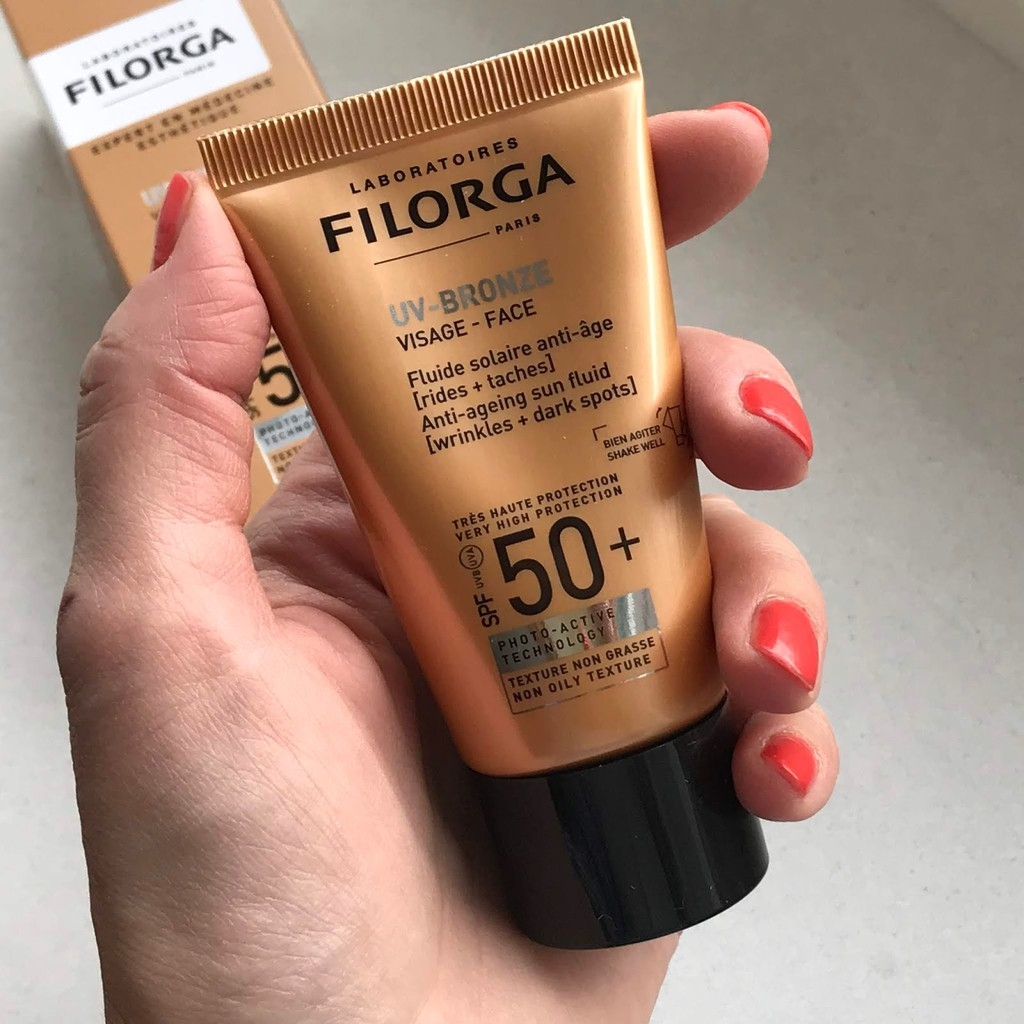 LABORATOIRES
FILORGA
PARIS
EXPERT EN MÉDECINE
ESTHÉTIQUE
LABORATOIRES
FILORGA
PARIS
UV-BRONZE
VISAGE - FACE
Fluide solaire anti-âge
[rides + taches]
Anti-ageing sun fluid
[wrinkles + dark spots]
BIEN AGITER
SHAKE WELL
TRÈS HAUTE PROTECTION
VERY HIGH PROTECTION
SPF UVB UVA 50+
PHOTO-ACTIVE
TECHNOLOGY
TEXTURE NON GRASSE
NON OILY TEXTURE